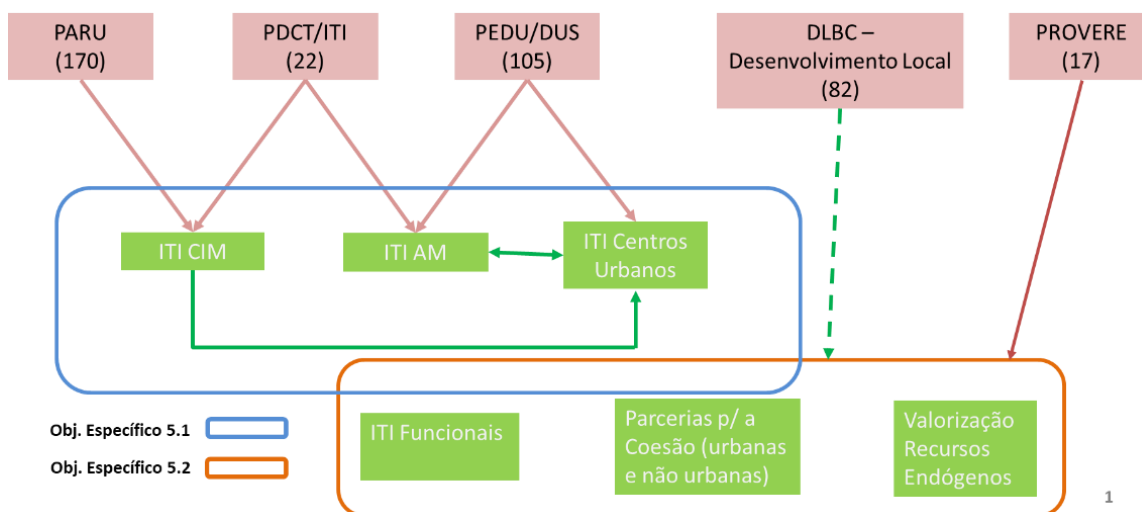 PARU
(170)
PDCT/ITI
(22)
PEDU/DUS
(105)
DLBC –
Desenvolvimento Local
(82)
PROVERE
(17)
ITI CIM
ITI AM
ITI Centros
Urbanos
Obj. Específico 5.1
Obj. Específico 5.2
ITI Funcionais
Parcerias p/ a
Coesão (urbanas
e não urbanas)
Valorização
Recursos
Endógenos
1